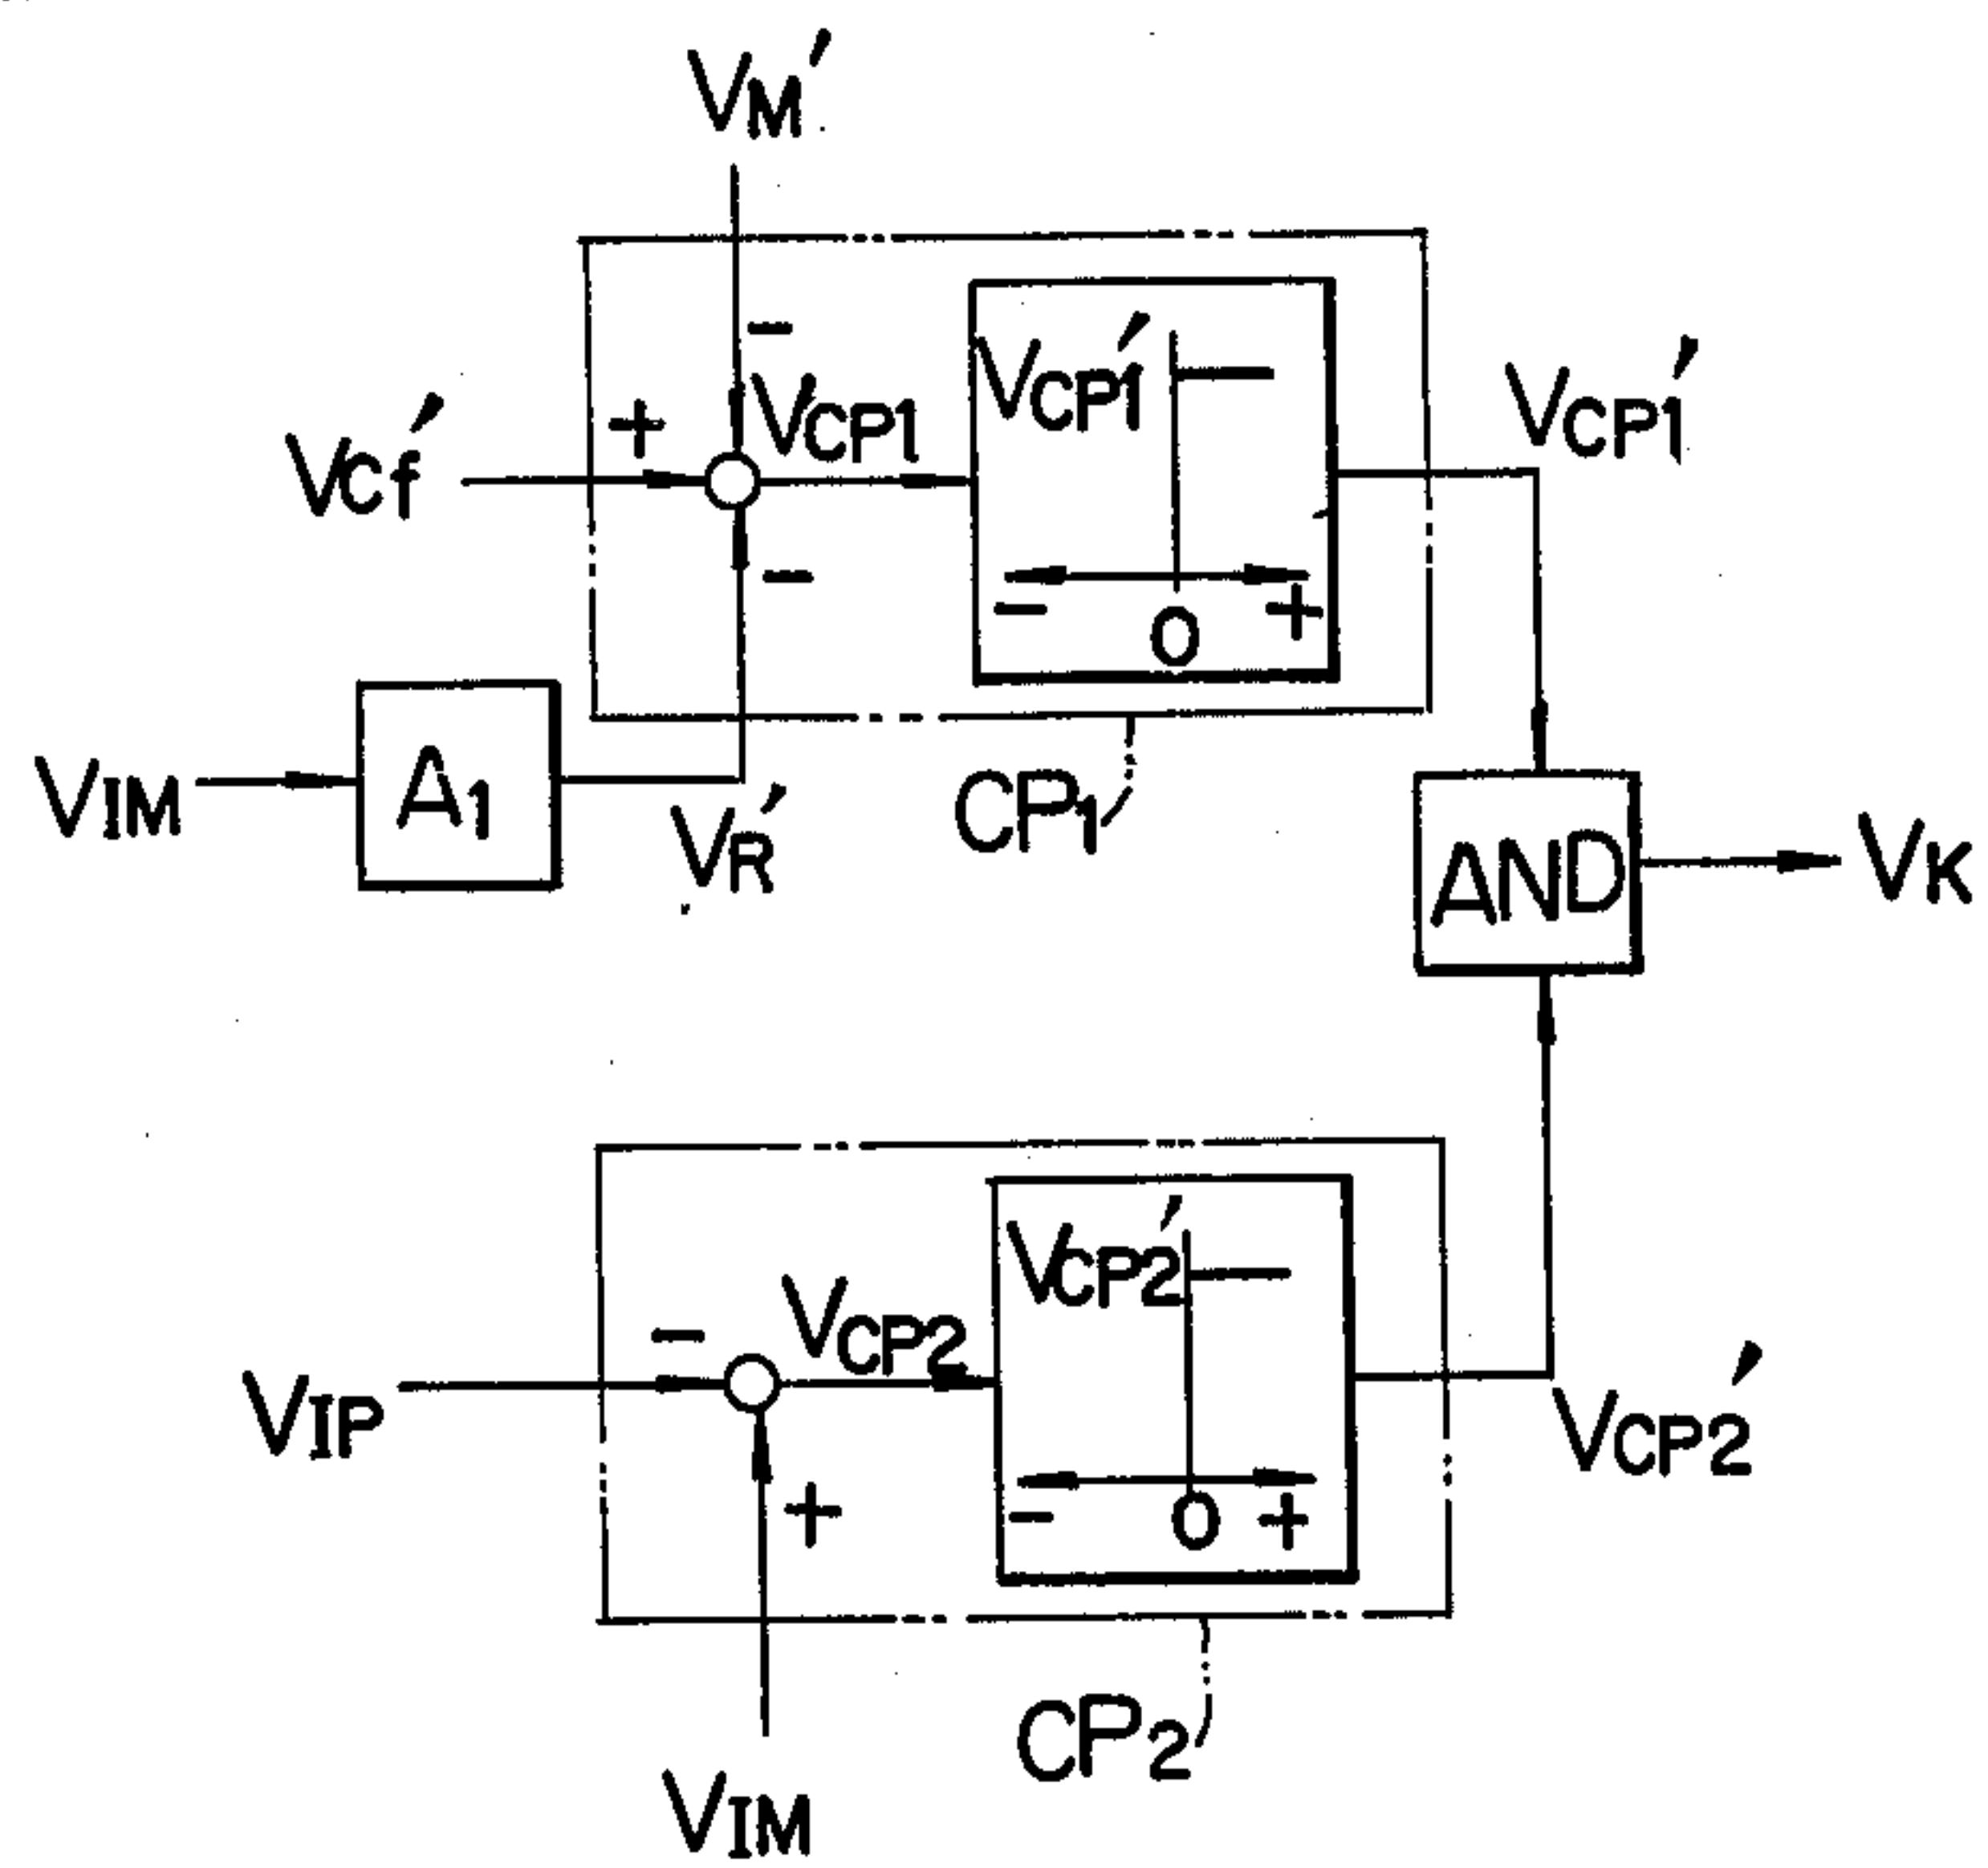 VM'
−
VCP1'
VCP1'
+
VCP1
VCf'
−
−
+
O
A1
VIM
CP1
VR'
AND
VK
VCP2'
VCP2
−
VIP
VCP2'
+
−
O
+
CP2
VIM